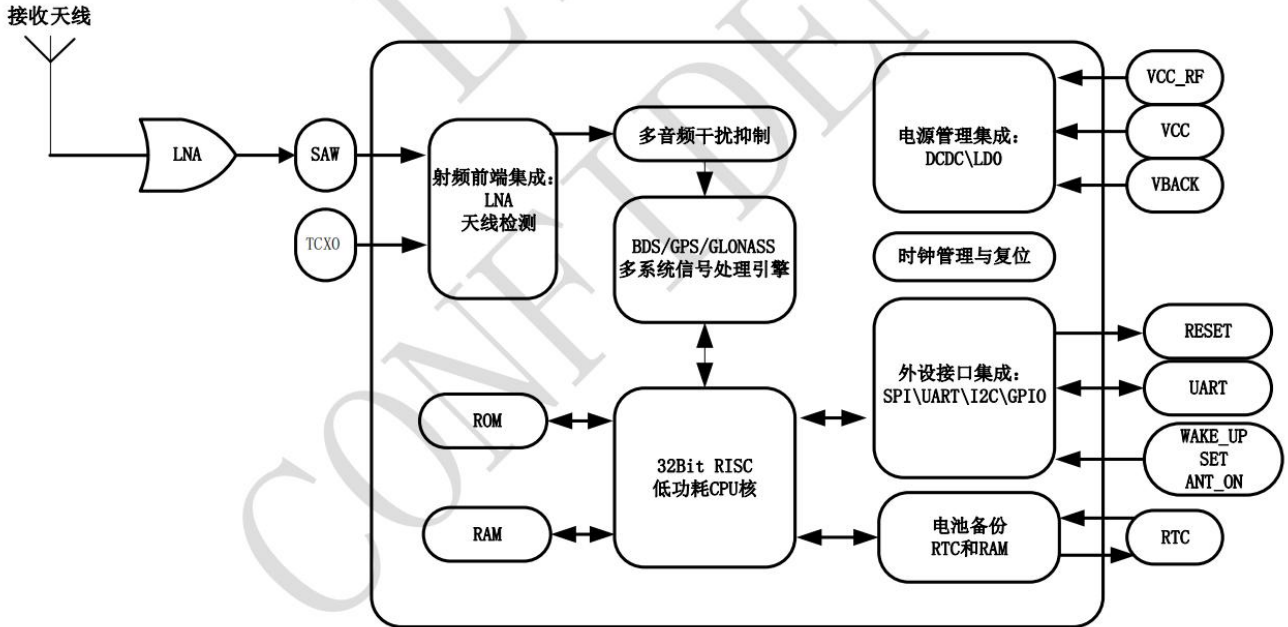 接收天线
LNA
SAW
TCXO
射频前端集成:
LNA
天线检测
多音频干扰抑制
BDS/GPS/GLONASS
多系统信号处理引擎
电源管理集成:
DCDC\LDO
VCC_RF
VCC
VBACK
时钟管理与复位
外设接口集成:
SPI\UART\I2C\GPIO
RESET
UART
WAKE_UP
SET
ANT_ON
ROM
RAM
32Bit RISC
低功耗CPU核
电池备份
RTC和RAM
RTC
CONFIDEN